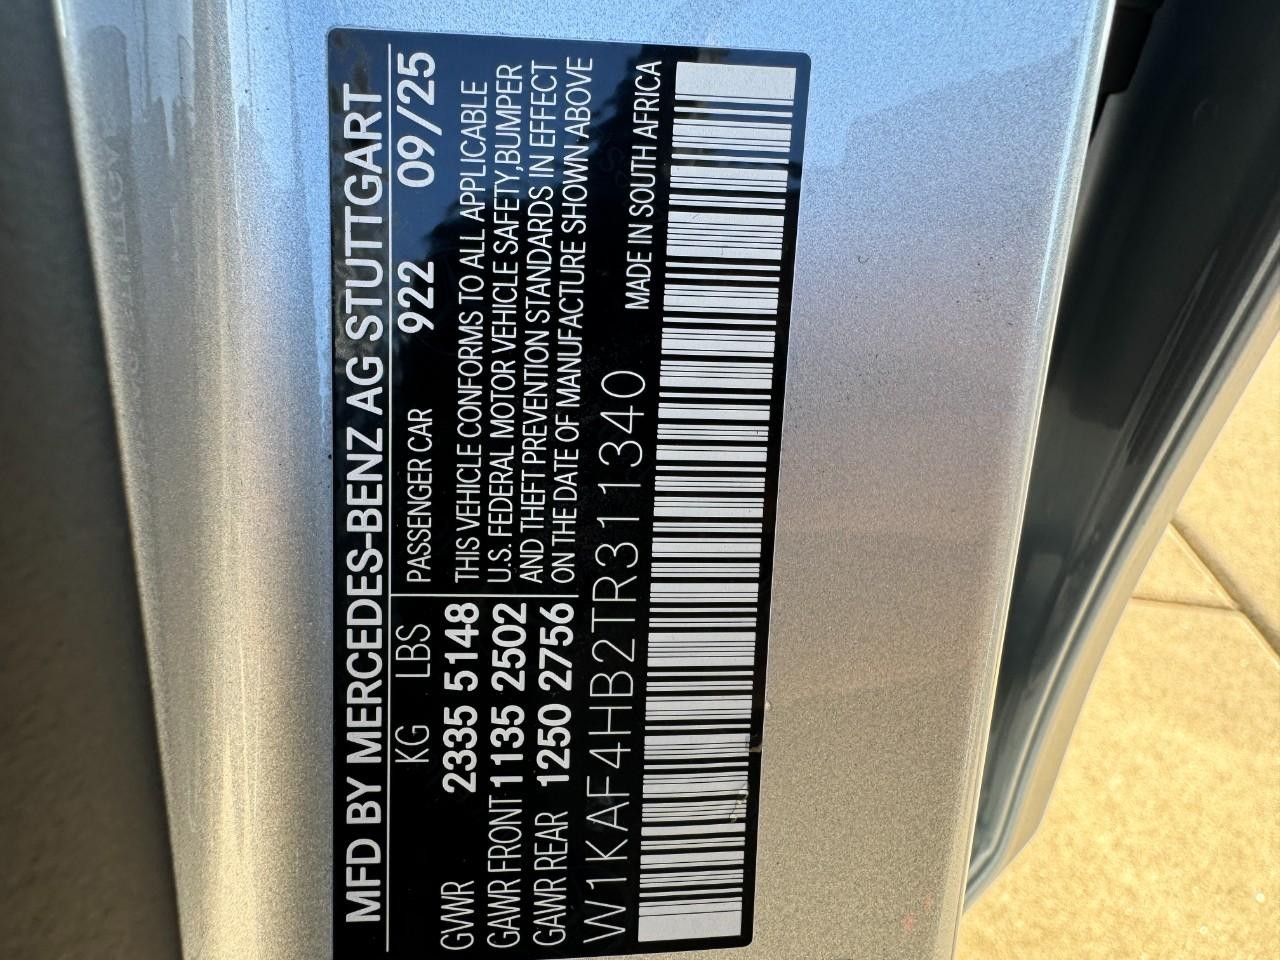 MFD BY MERCEDES-BENZ AG STUTTGART
KG LBS PASSENGER CAR 922 09/25
GVWR 2335 5148
GAWR FRONT 1135 2502
GAWR REAR 1250 2756
THIS VEHICLE CONFORMS TO ALL APPLICABLE
U.S. FEDERAL MOTOR VEHICLE SAFETY,BUMPER
AND THEFT PREVENTION STANDARDS IN EFFECT
ON THE DATE OF MANUFACTURE SHOWN ABOVE
W1KAF4HB2TR311340
MADE IN SOUTH AFRICA